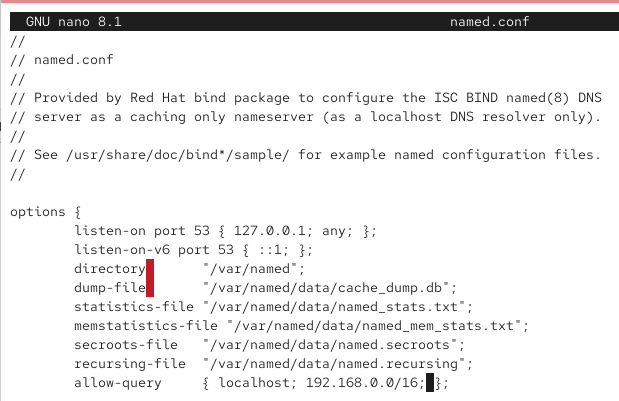 GNU nano 8.1 named.conf
//
// named.conf
//
// Provided by Red Hat bind package to configure the ISC BIND named(8) DNS
// server as a caching only nameserver (as a localhost DNS resolver only).
//
// See /usr/share/doc/bind*/sample/ for example named configuration files.
//
options {
listen-on port 53 { 127.0.0.1; any; };
listen-on-v6 port 53 { ::1; };
directory "/var/named";
dump-file "/var/named/data/cache_dump.db";
statistics-file "/var/named/data/named_stats.txt";
memstatistics-file "/var/named/data/named_mem_stats.txt";
secroots-file "/var/named/data/named.secroots";
recursing-file "/var/named/data/named.recursing";
allow-query { localhost; 192.168.0.0/16; };